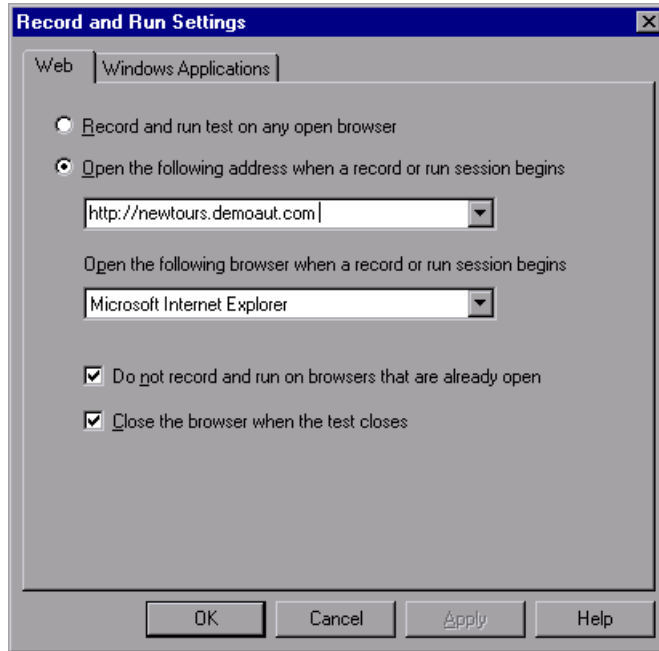 Record and Run Settings
Web Windows Applications
Record and run test on any open browser
Open the following address when a record or run session begins
http://newtours.demoaut.com
Open the following browser when a record or run session begins
Microsoft Internet Explorer
Do not record and run on browsers that are already open
Close the browser when the test closes
OK Cancel Apply Help